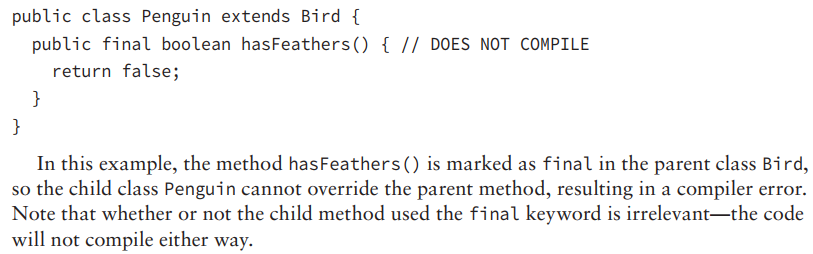 public class Penguin extends Bird {
  public final boolean hasFeathers() { // DOES NOT COMPILE
    return false;
  }
}
In this example, the method hasFeathers() is marked as final in the parent class Bird,
so the child class Penguin cannot override the parent method, resulting in a compiler error.
Note that whether or not the child method used the final keyword is irrelevant—the code
will not compile either way.